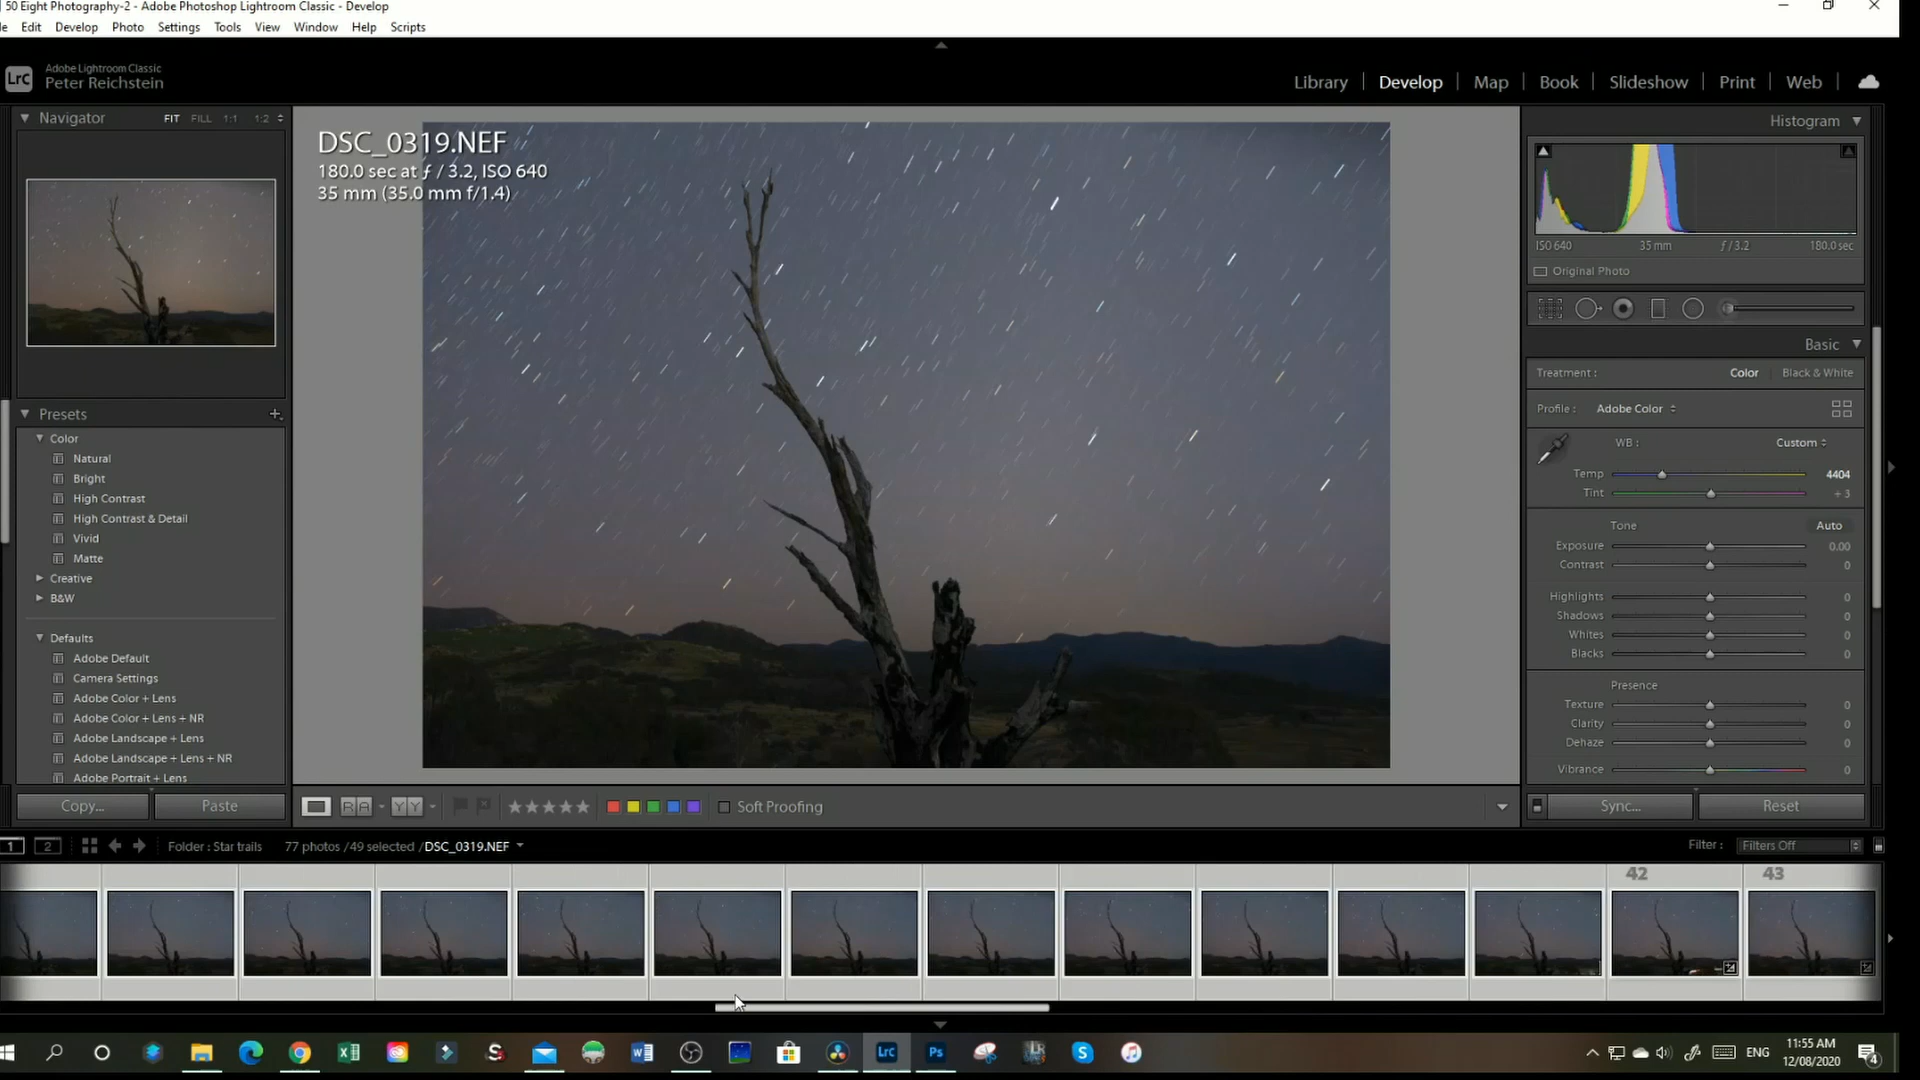 50 Eight Photography-2 - Adobe Photoshop Lightroom Classic - Develop
Edit Develop Photo Settings Tools View Window Help Scripts
LrC
Adobe Lightroom Classic
Peter Reichstein
Library Develop Map Book Slideshow Print Web
Navigator FIT FILL 1:1 1:2
Histogram
DSC_0319.NEF
180.0 sec at ƒ / 3.2, ISO 640
35 mm (35.0 mm f/1.4)
ISO 640 35 mm ƒ / 3.2 180.0 sec
Original Photo
Basic
Treatment : Color Black & White
Profile : Adobe Color
WB : Custom
Temp 4404
Tint + 3
Tone Auto
Exposure 0.00
Contrast 0
Highlights 0
Shadows 0
Whites 0
Blacks 0
Presence
Texture 0
Clarity 0
Dehaze 0
Vibrance 0
Presets
Color
Natural
Bright
High Contrast
High Contrast & Detail
Vivid
Matte
Creative
B&W
Defaults
Adobe Default
Camera Settings
Adobe Color + Lens
Adobe Color + Lens + NR
Adobe Landscape + Lens
Adobe Landscape + Lens + NR
Adobe Portrait + Lens
Copy... Paste
R A Y Y
Soft Proofing
Sync... Reset
1 2 Folder : Star trails 77 photos /49 selected /DSC_0319.NEF
Filter : Filters Off
42 43
LrC Ps
ENG
11:55 AM
12/08/2020
4